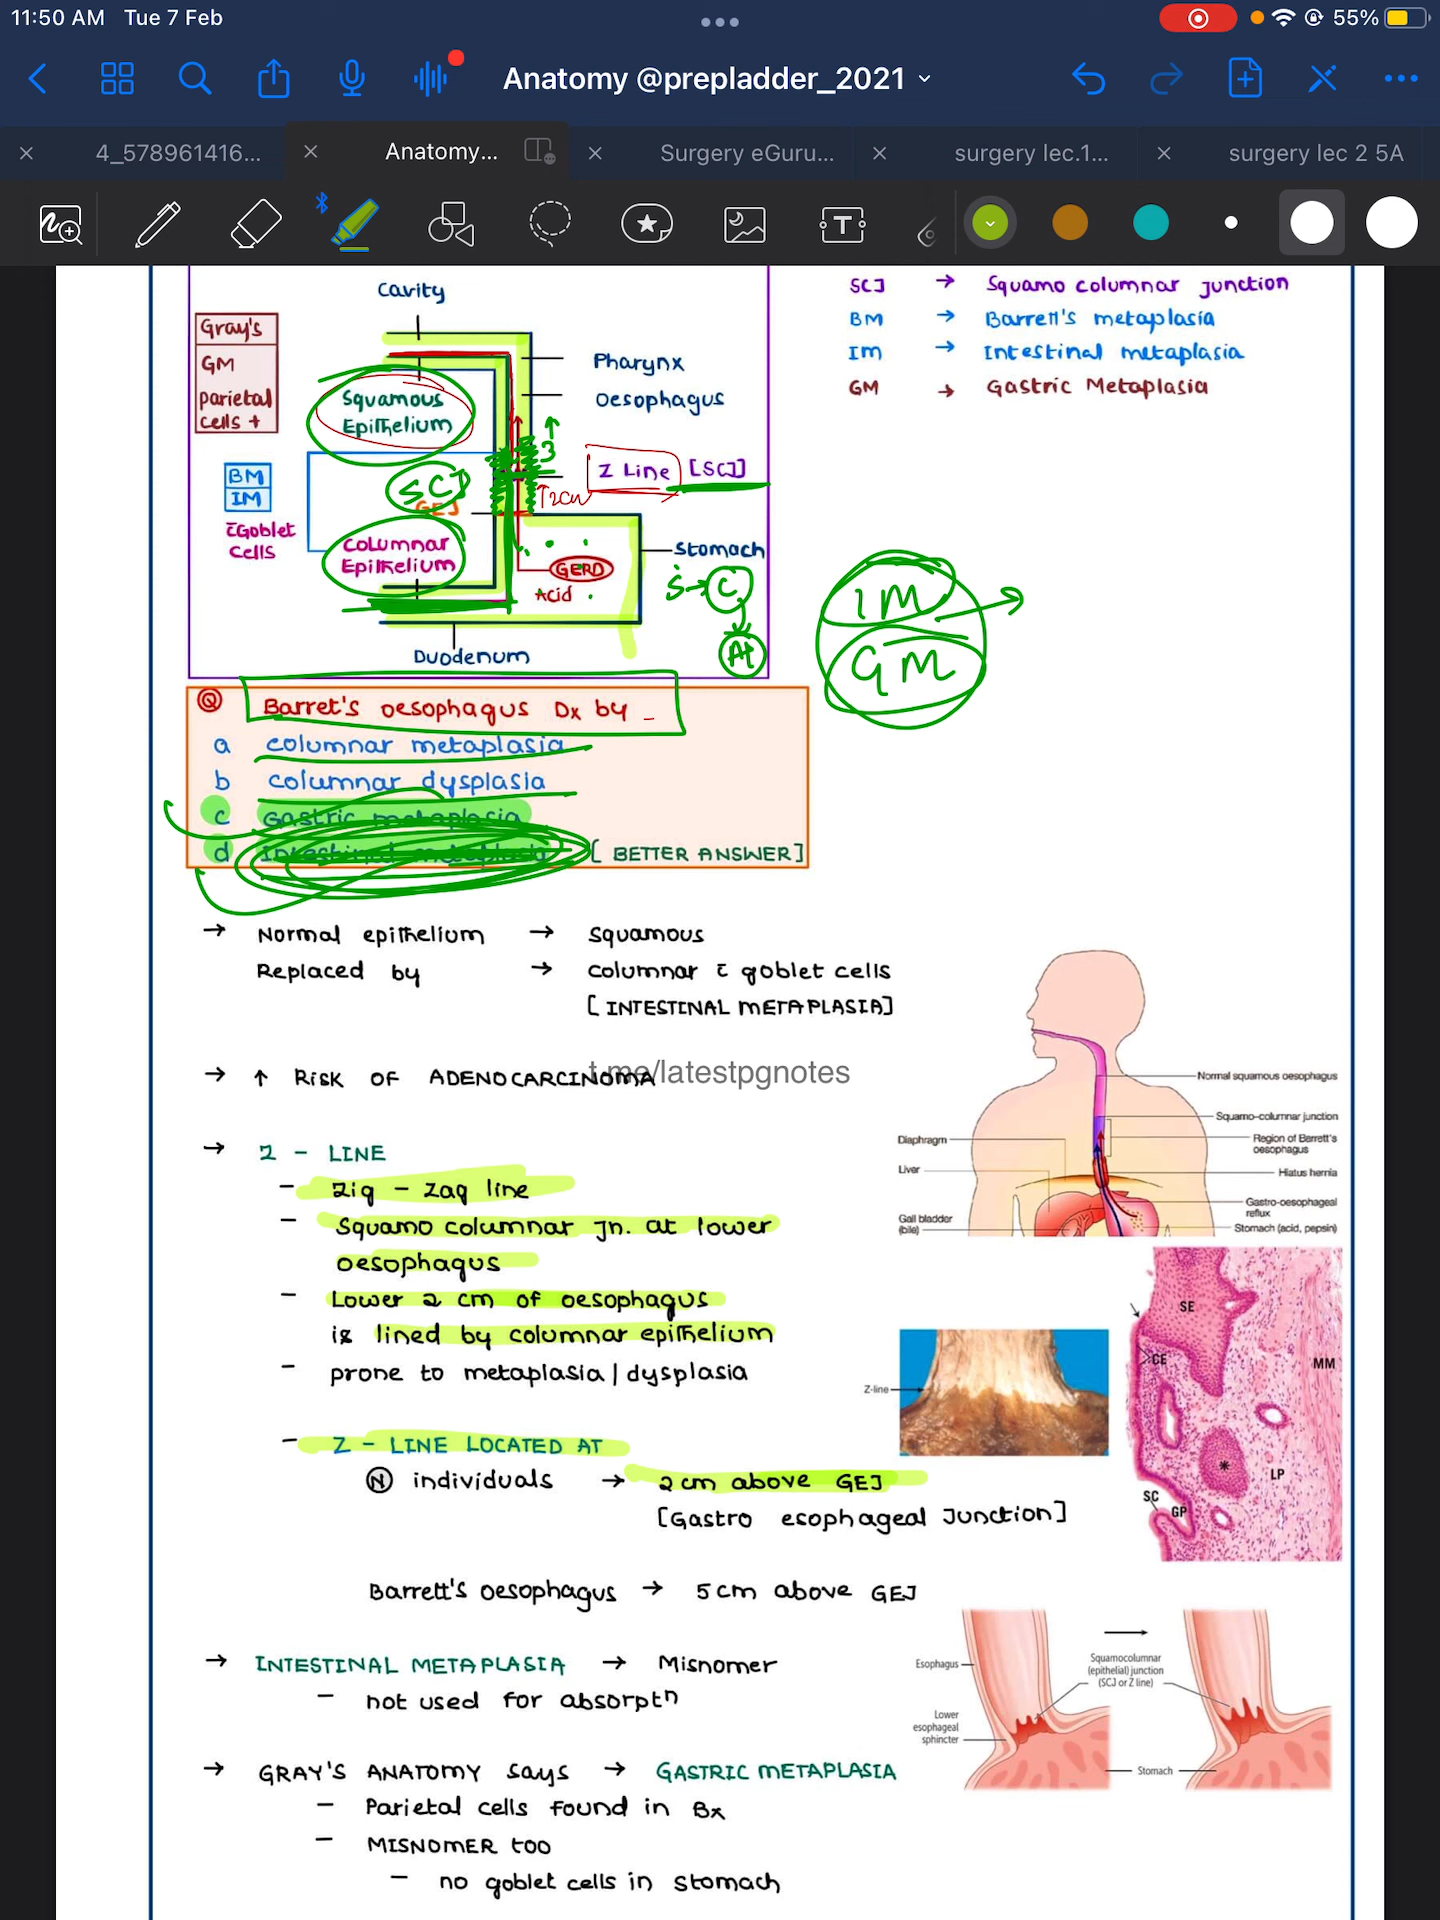 11:50 AM Tue 7 Feb
55%
Anatomy @prepladder_2021
4_578961416...
Anatomy...
Surgery eGuru...
surgery lec.1...
surgery lec 2 5A
Cavity
Gray's
GM
parietal
cells +
Squamous
Epithelium
Pharynx
Oesophagus
3
Z Line [SCJ]
BM
IM
SCJ
GEJ
↑2cm
c̄ Goblet
cells
Columnar
Epithelium
Stomach
GERD
Acid
S → C
Duodenum
SCJ → Squamo columnar junction
BM → Barrett's metaplasia
IM → Intestinal metaplasia
GM → Gastric Metaplasia
IM
GM
Q Barret's oesophagus Dx by _
a columnar metaplasia
b columnar dysplasia
c Gastric metaplasia
d Intestinal metaplasia [BETTER ANSWER]
→ Normal epithelium → squamous
Replaced by → columnar c̄ goblet cells
[INTESTINAL METAPLASIA]
→ ↑ RISK OF ADENOCARCINOMA
t.me/latestpgnotes
→ Z - LINE
- Zig - Zag line
- Squamo columnar Jn. at lower
oesophagus
- Lower 2 cm of oesophagus
is lined by columnar epithelium
- prone to metaplasia / dysplasia
- Z - LINE LOCATED AT
N individuals → 2 cm above GEJ
[Gastro esophageal Junction]
Barrett's oesophagus → 5 cm above GEJ
→ INTESTINAL METAPLASIA → Misnomer
- not used for absorptn
→ GRAY'S ANATOMY says → GASTRIC METAPLASIA
- Parietal cells found in Bx
- MISNOMER too
- no goblet cells in stomach
Normal squamous oesophagus
Squamo-columnar junction
Diaphragm
Region of Barrett's
oesophagus
Liver
Hiatus hernia
Gastro-oesophageal
reflux
Gall bladder
(bile)
Stomach (acid, pepsin)
Z-line
SE
CE
MM
*
LP
SC
GP
Esophagus
Squamocolumnar
(epithelial) junction
(SCJ or Z line)
Lower
esophageal
sphincter
Stomach